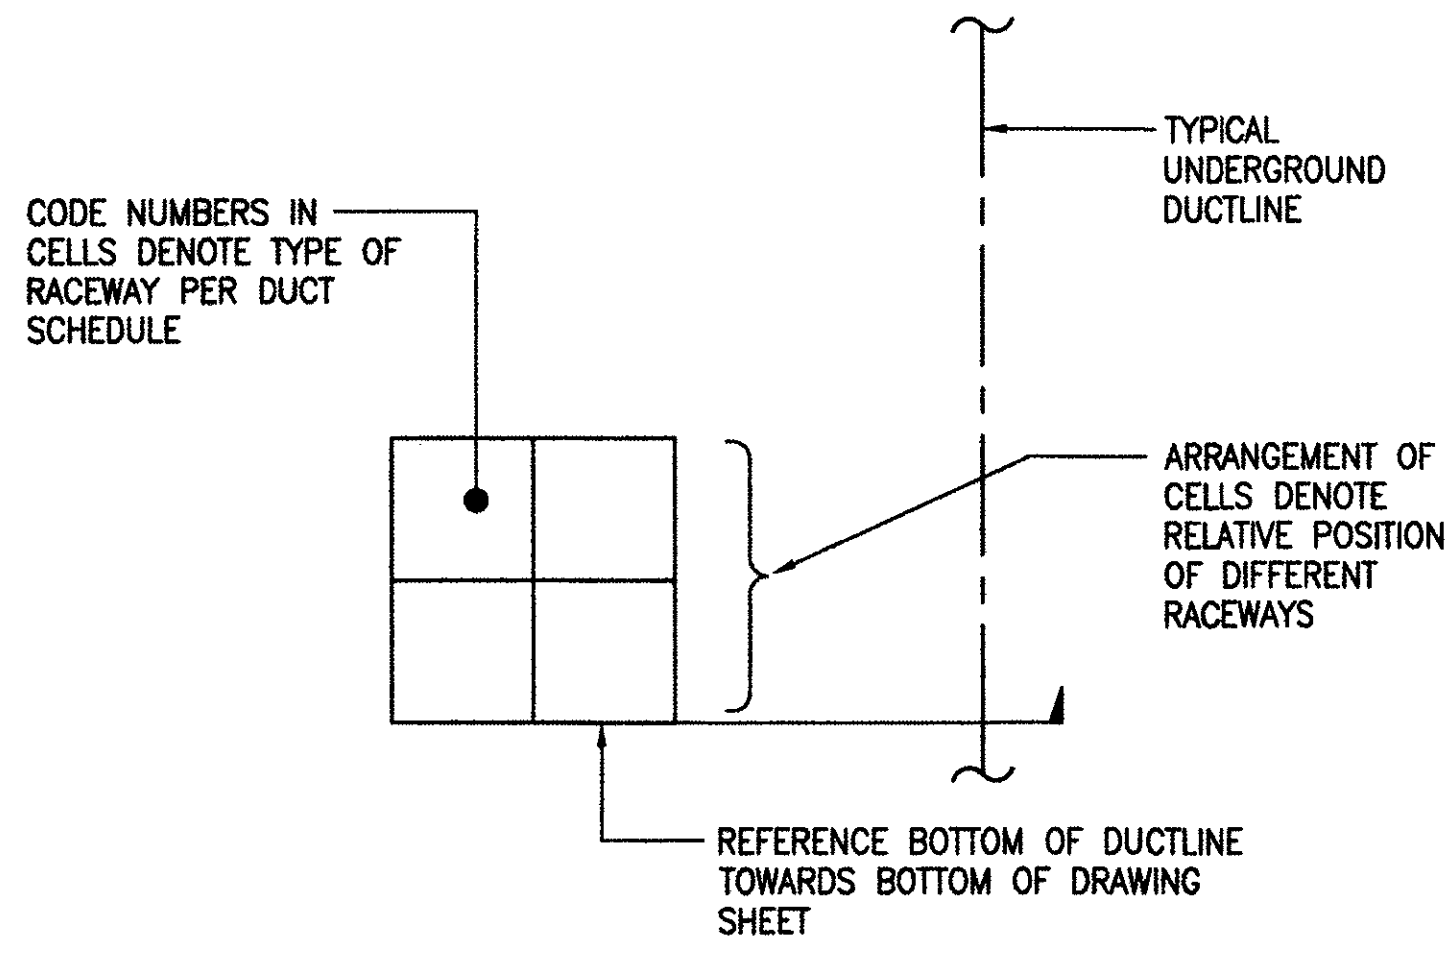 TYPICAL
UNDERGROUND
DUCTLINE
CODE NUMBERS IN
CELLS DENOTE TYPE OF
RACEWAY PER DUCT
SCHEDULE
ARRANGEMENT OF
CELLS DENOTE
RELATIVE POSITION
OF DIFFERENT
RACEWAYS
REFERENCE BOTTOM OF DUCTLINE
TOWARDS BOTTOM OF DRAWING
SHEET